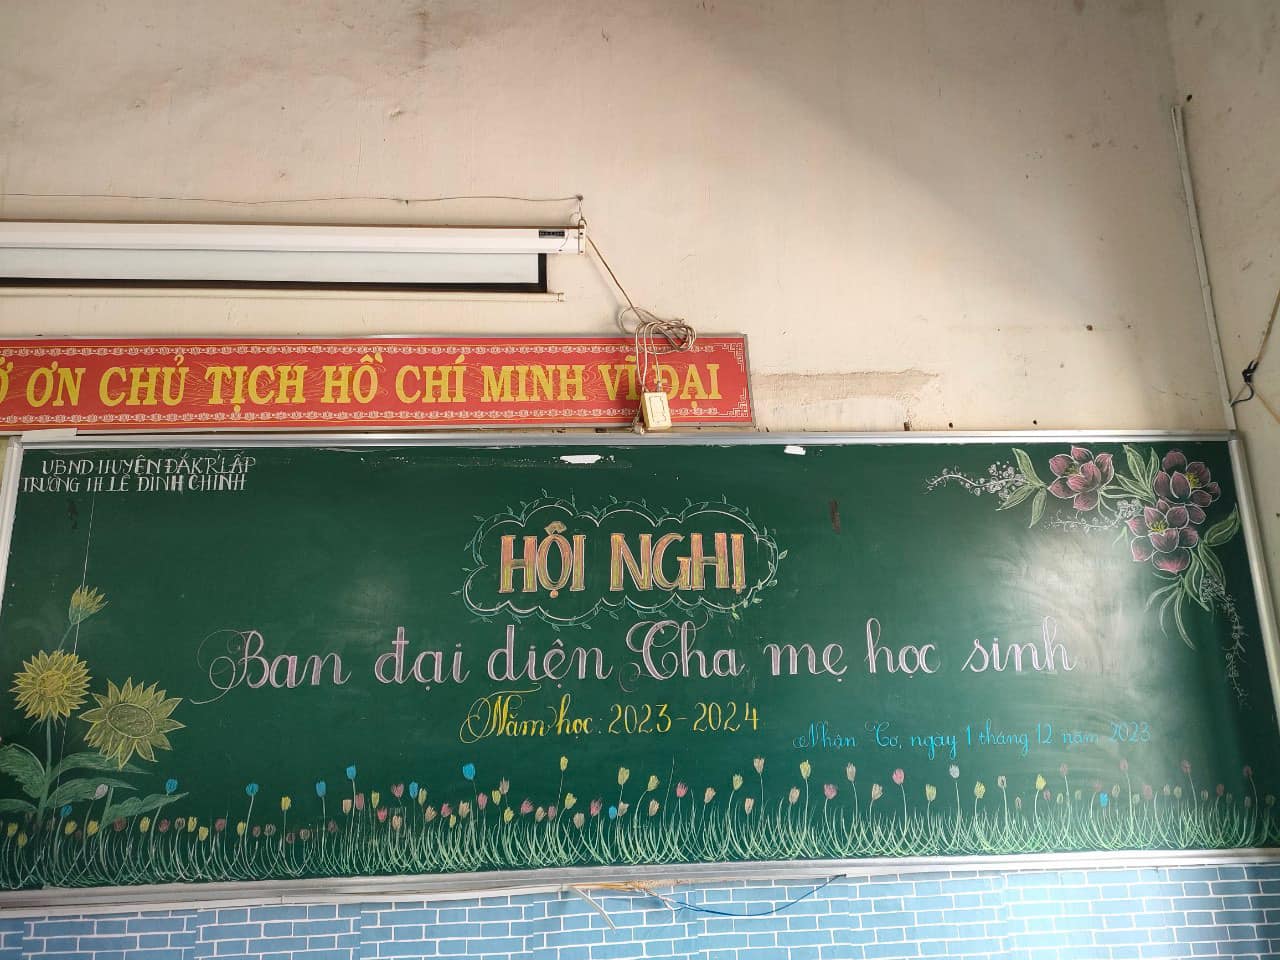 ƠN CHỦ TỊCH HỒ CHÍ MINH VĨ ĐẠI
UBND HUYỆN ĐẮK R'LẤP
TRƯỜNG TH LÊ ĐÌNH CHINH
HỘI NGHỊ
Ban đại diện Cha mẹ học sinh
Năm học: 2023-2024
Nhân Cơ, ngày 1 tháng 12 năm 2023